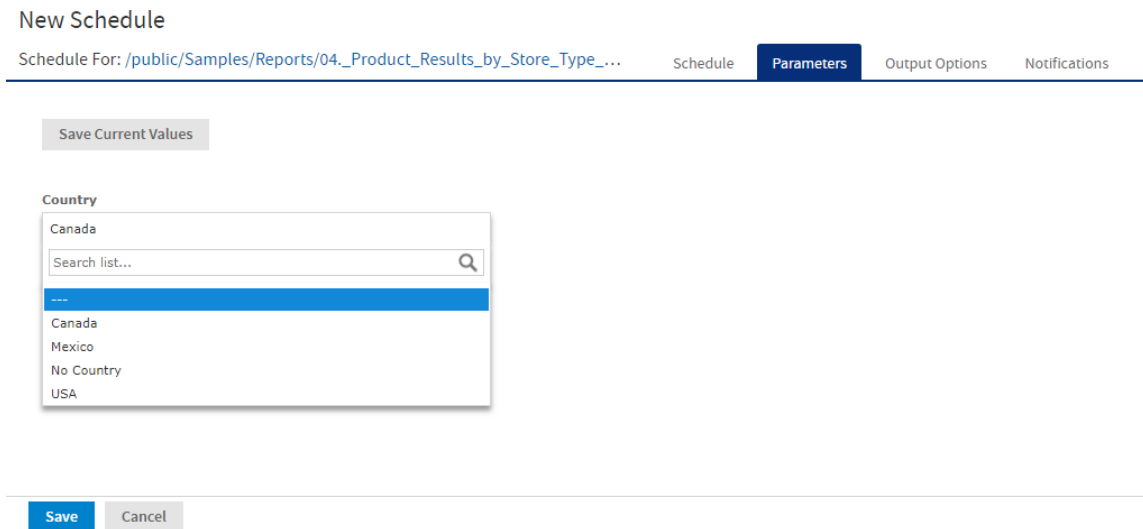 New Schedule
Schedule For: /public/Samples/Reports/04._Product_Results_by_Store_Type_... Schedule Parameters Output Options Notifications
Save Current Values
Country
Canada
Search list...
---
Canada
Mexico
No Country
USA
Save Cancel